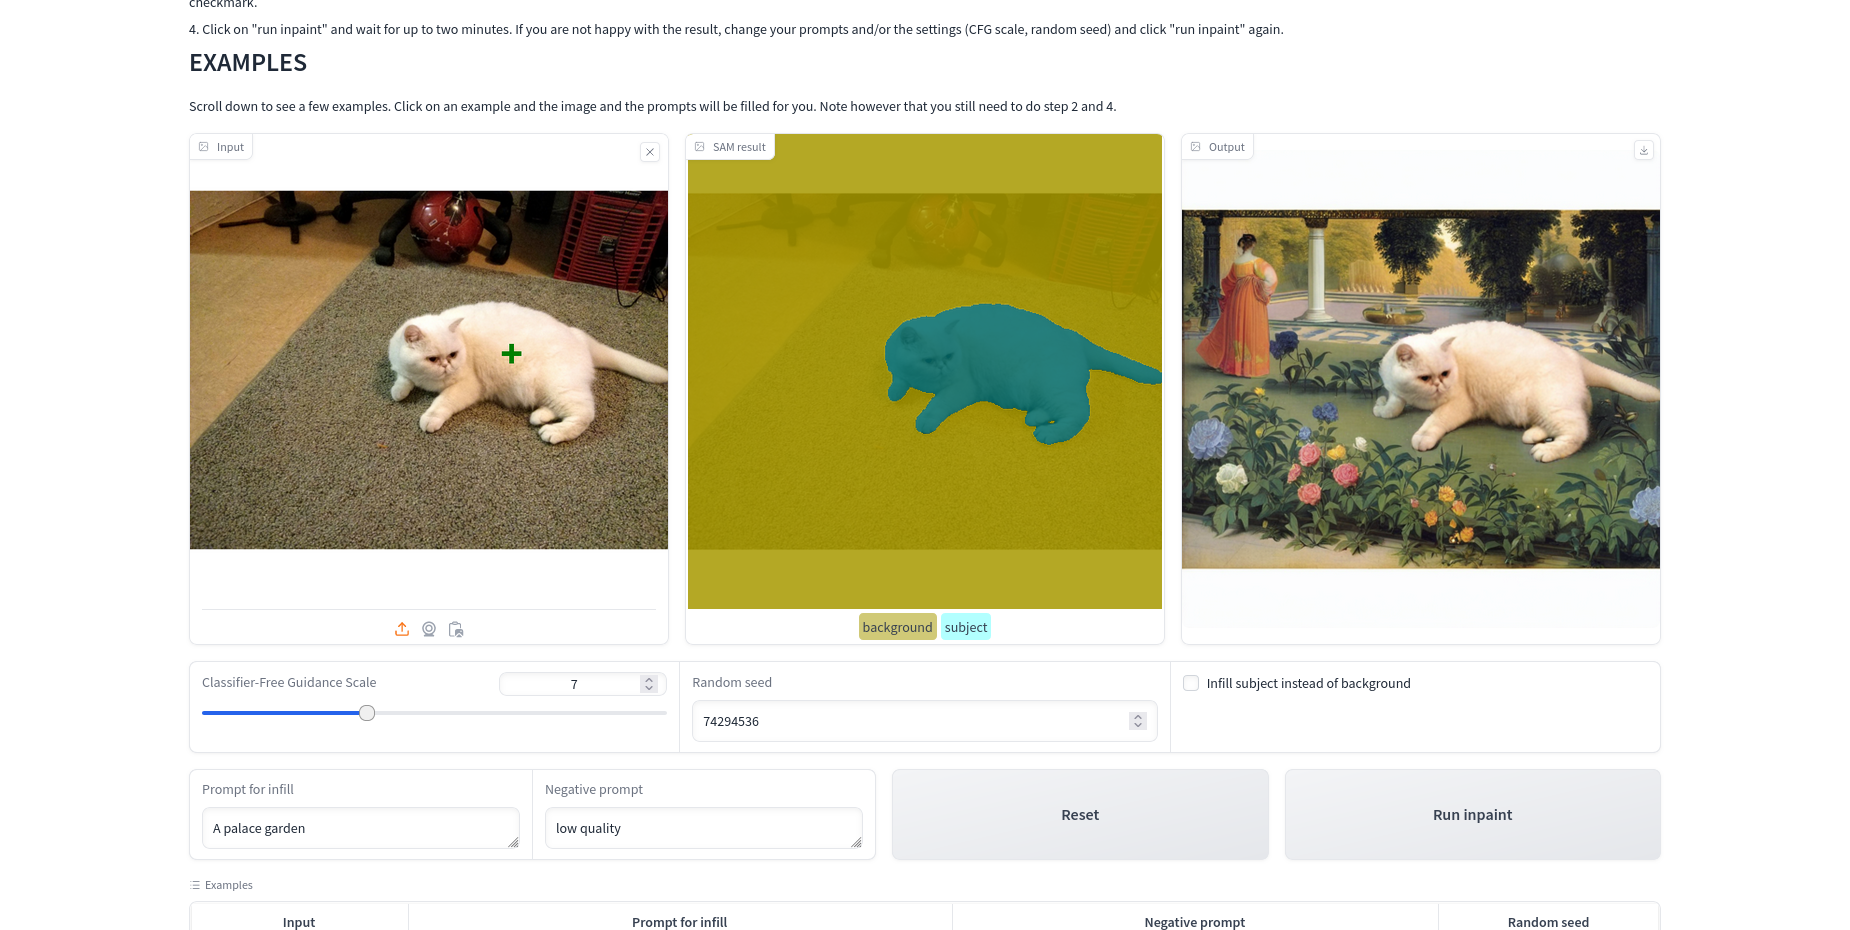 checkmark.
4. Click on "run inpaint" and wait for up to two minutes. If you are not happy with the result, change your prompts and/or the settings (CFG scale, random seed) and click "run inpaint" again.
EXAMPLES
Scroll down to see a few examples. Click on an example and the image and the prompts will be filled for you. Note however that you still need to do step 2 and 4.
Input
SAM result
Output
background subject
Classifier-Free Guidance Scale
7
Random seed
74294536
Infill subject instead of background
Prompt for infill
A palace garden
Negative prompt
low quality
Reset
Run inpaint
Examples
Input Prompt for infill Negative prompt Random seed